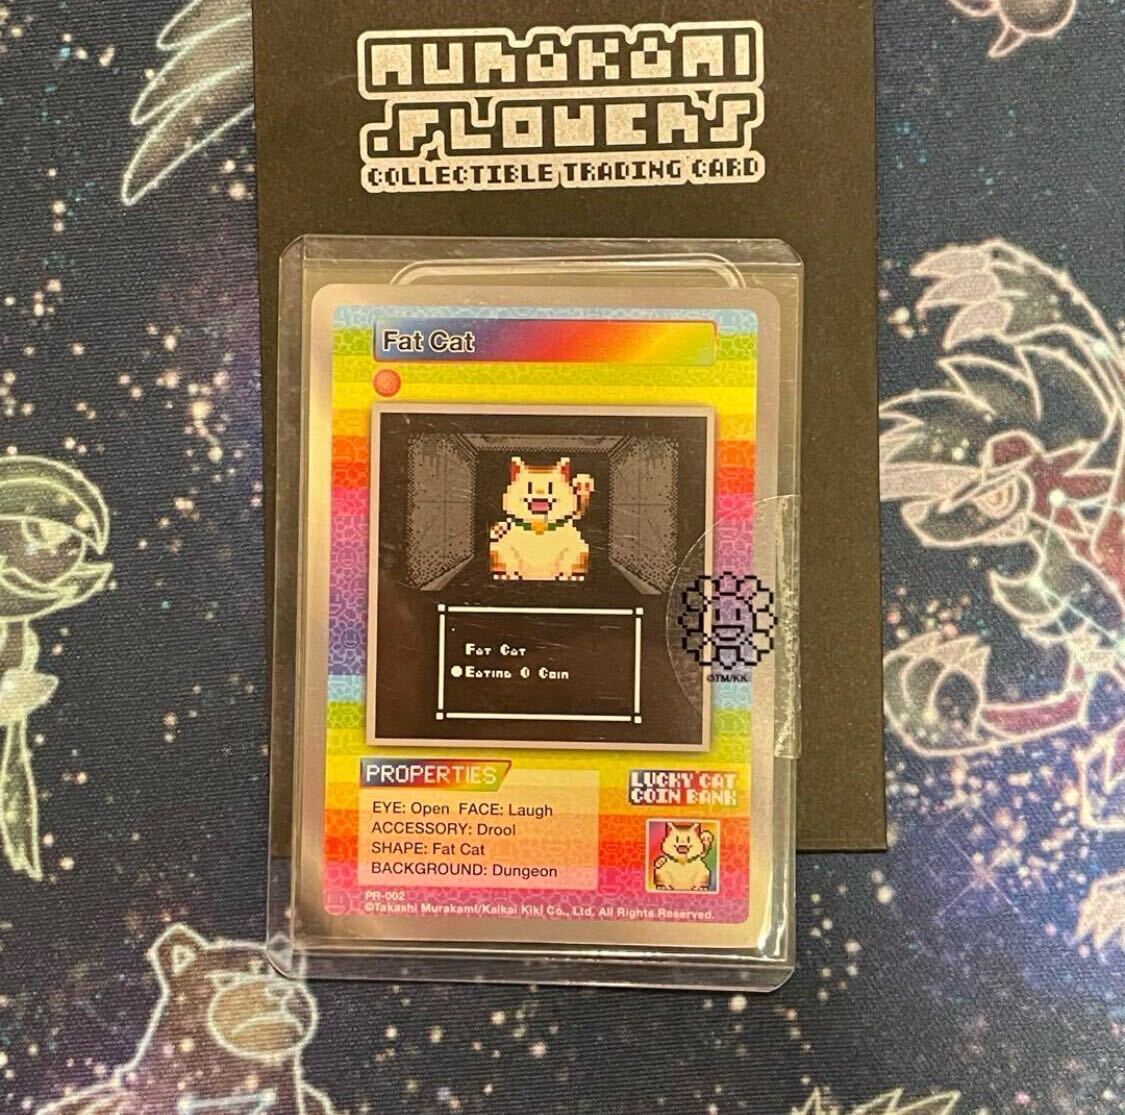 MURAKAMI
.FLOWERS
COLLECTIBLE TRADING CARD
Fat Cat
Fat Cat
Eating A Coin
©TM/KK
PROPERTIES
LUCKY CAT
COIN BANK
EYE: Open FACE: Laugh
ACCESSORY: Drool
SHAPE: Fat Cat
BACKGROUND: Dungeon
PR-002
©Takashi Murakami/Kaikai Kiki Co., Ltd. All Rights Reserved.